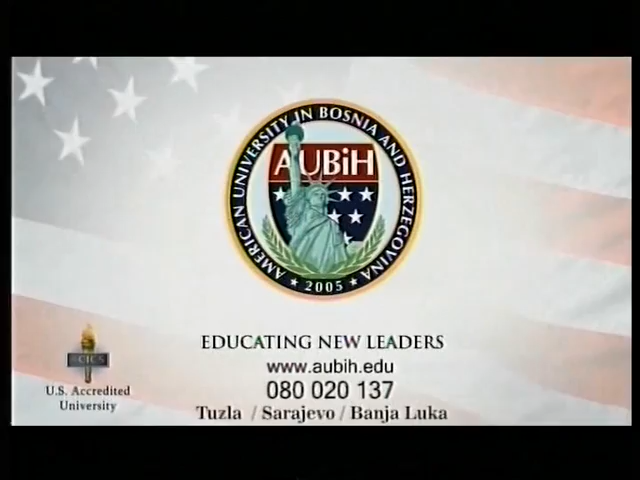 AMERICAN UNIVERSITY IN BOSNIA AND HERZEGOVINA
AUBiH
★ 2005 ★
EDUCATING NEW LEADERS
www.aubih.edu
080 020 137
Tuzla / Sarajevo / Banja Luka
ACICS
U.S. Accredited
University